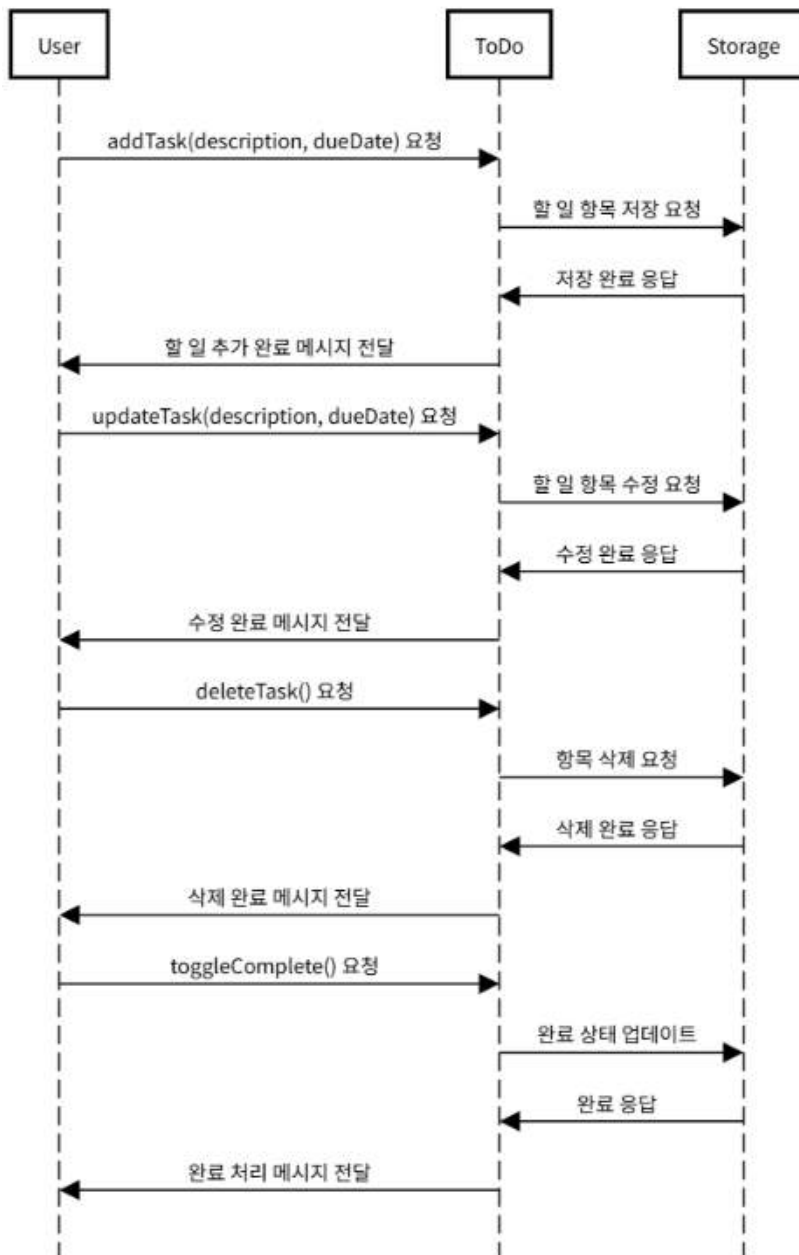 User
ToDo
Storage
addTask(description, dueDate) 요청
할 일 항목 저장 요청
저장 완료 응답
할 일 추가 완료 메시지 전달
updateTask(description, dueDate) 요청
할 일 항목 수정 요청
수정 완료 응답
수정 완료 메시지 전달
deleteTask() 요청
항목 삭제 요청
삭제 완료 응답
삭제 완료 메시지 전달
toggleComplete() 요청
완료 상태 업데이트
완료 응답
완료 처리 메시지 전달